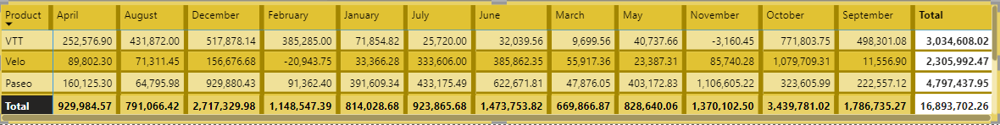 Product April August December February January July June March May November October September Total
VTT 252,576.90 431,872.00 517,878.14 385,285.00 71,854.82 25,720.00 32,039.56 9,699.56 40,737.66 -3,160.45 771,803.75 498,301.08 3,034,608.02
Velo 89,802.30 71,311.45 156,676.68 -20,943.75 33,366.28 333,606.00 385,862.35 55,917.36 23,387.31 85,740.28 1,079,709.31 11,556.90 2,305,992.47
Paseo 160,125.30 64,795.98 929,880.43 91,362.40 391,609.34 433,175.49 622,671.81 47,876.05 403,172.83 1,106,605.22 323,605.99 222,557.12 4,797,437.95
Total 929,984.57 791,066.42 2,717,329.98 1,148,547.39 814,028.68 923,865.68 1,473,753.82 669,866.87 828,640.06 1,370,102.50 3,439,781.02 1,786,735.27 16,893,702.26